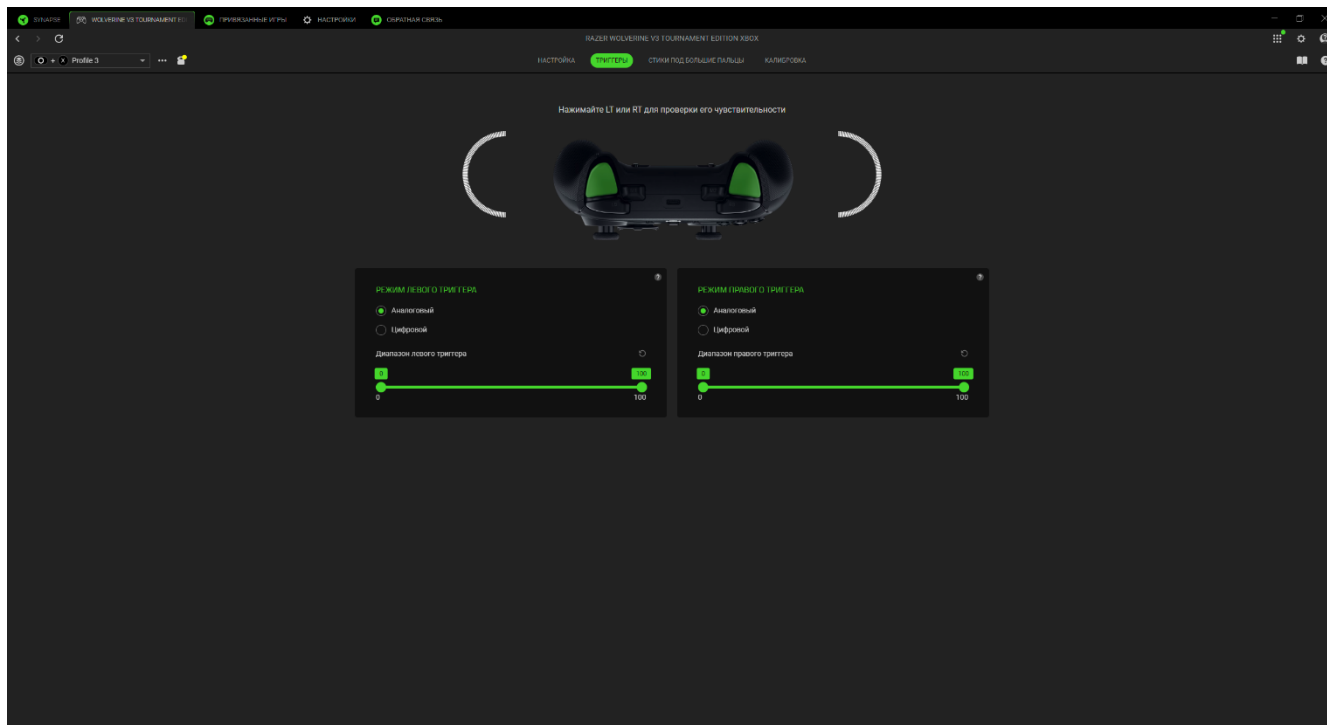 SYNAPSE WOLVERINE V3 TOURNAMENT ED ПРИВЯЗАННЫЕ ИГРЫ НАСТРОЙКИ ОБРАТНАЯ СВЯЗЬ
RAZER WOLVERINE V3 TOURNAMENT EDITION XBOX
+ X Profile 3 НАСТРОЙКА ТРИГГЕРЫ СТИКИ ПОД БОЛЬШИЕ ПАЛЬЦЫ КАЛИБРОВКА
Нажимайте LT или RT для проверки его чувствительности
РЕЖИМ ЛЕВОГО ТРИГГЕРА
Аналоговый
Цифровой
Диапазон левого триггера
0 100
0 100
РЕЖИМ ПРАВОГО ТРИГГЕРА
Аналоговый
Цифровой
Диапазон правого триггера
0 100
0 100